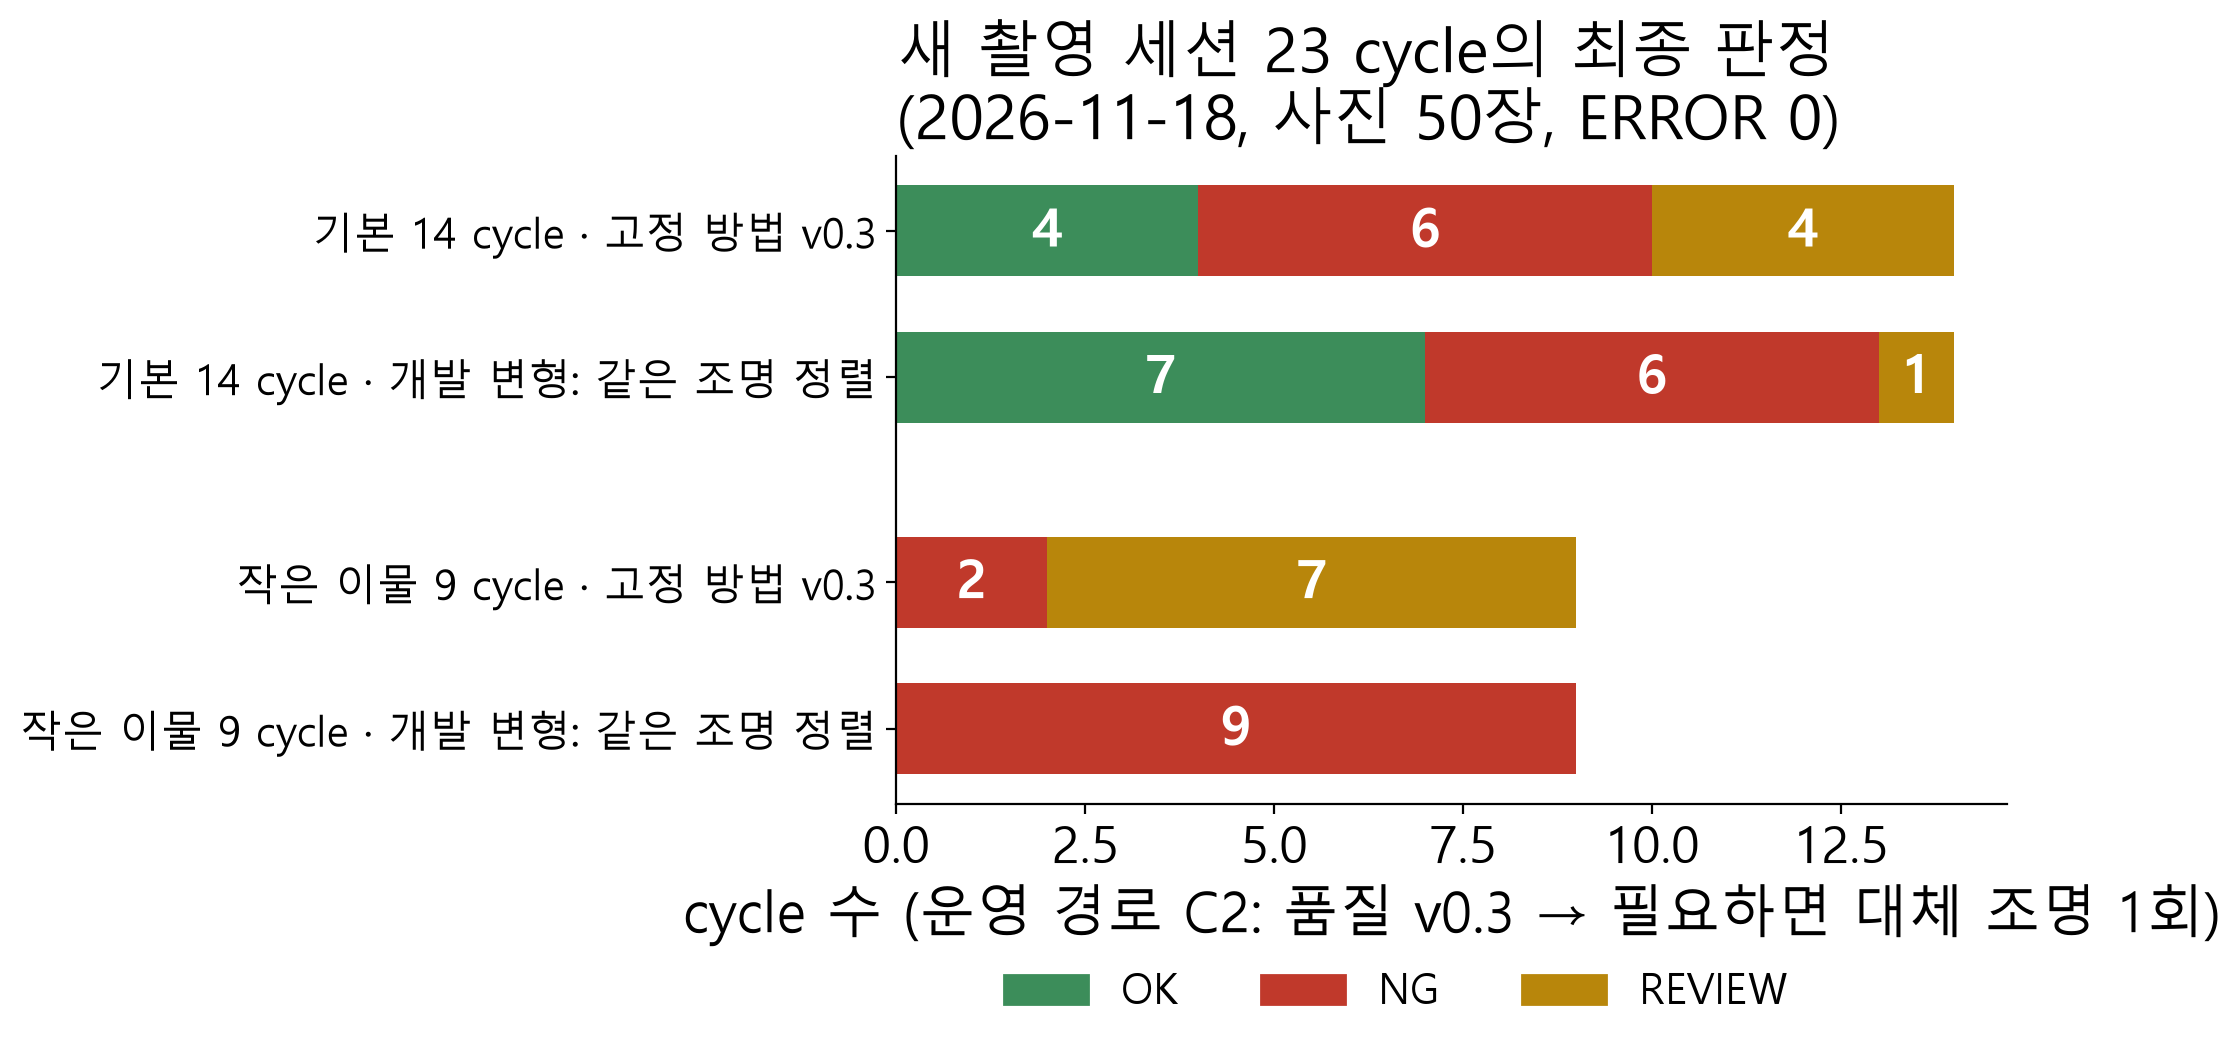 새 촬영 세션 23 cycle의 최종 판정
(2026-11-18, 사진 50장, ERROR 0)
기본 14 cycle · 고정 방법 v0.3
4 6 4
기본 14 cycle · 개발 변형: 같은 조명 정렬
7 6 1
작은 이물 9 cycle · 고정 방법 v0.3
2 7
작은 이물 9 cycle · 개발 변형: 같은 조명 정렬
9
0.0 2.5 5.0 7.5 10.0 12.5
cycle 수 (운영 경로 C2: 품질 v0.3 → 필요하면 대체 조명 1회)
OK NG REVIEW